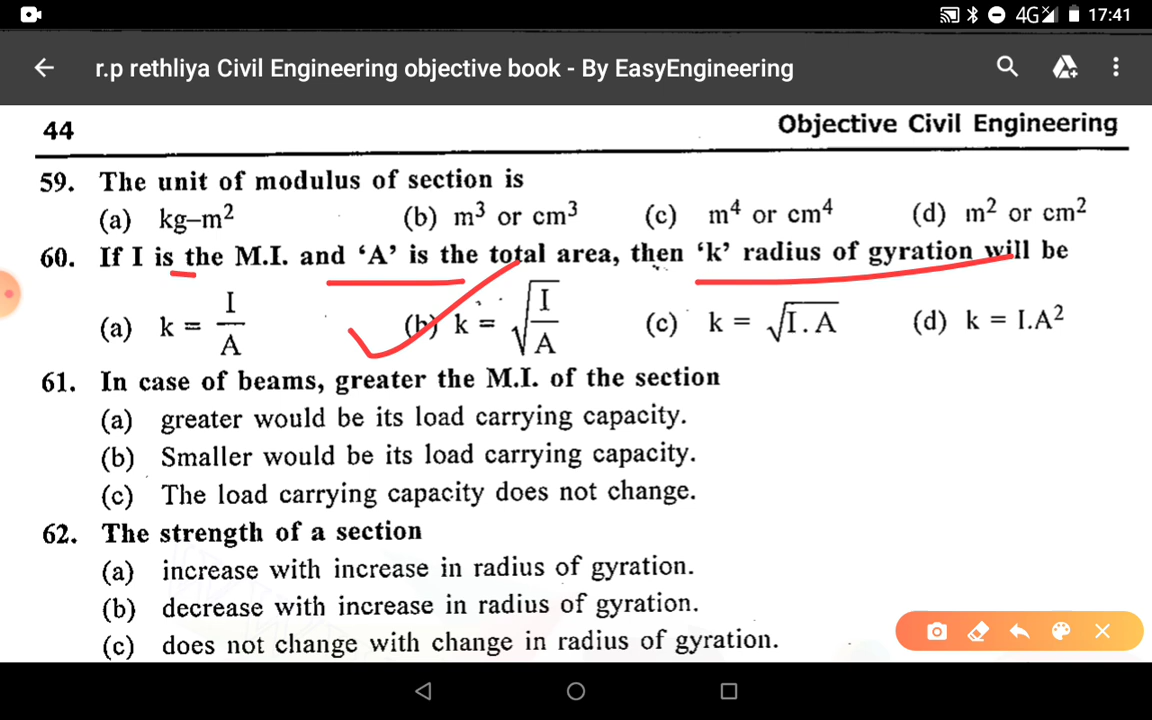 4G 17:41
r.p rethliya Civil Engineering objective book - By EasyEngineering
44 Objective Civil Engineering
59. The unit of modulus of section is
(a) kg–m² (b) m³ or cm³ (c) m⁴ or cm⁴ (d) m² or cm²
60. If I is the M.I. and ‘A’ is the total area, then ‘k’ radius of gyration will be
(a) k = I/A (b) k = √(I/A) (c) k = √I.A (d) k = I.A²
61. In case of beams, greater the M.I. of the section
(a) greater would be its load carrying capacity.
(b) Smaller would be its load carrying capacity.
(c) The load carrying capacity does not change.
62. The strength of a section
(a) increase with increase in radius of gyration.
(b) decrease with increase in radius of gyration.
(c) does not change with change in radius of gyration.